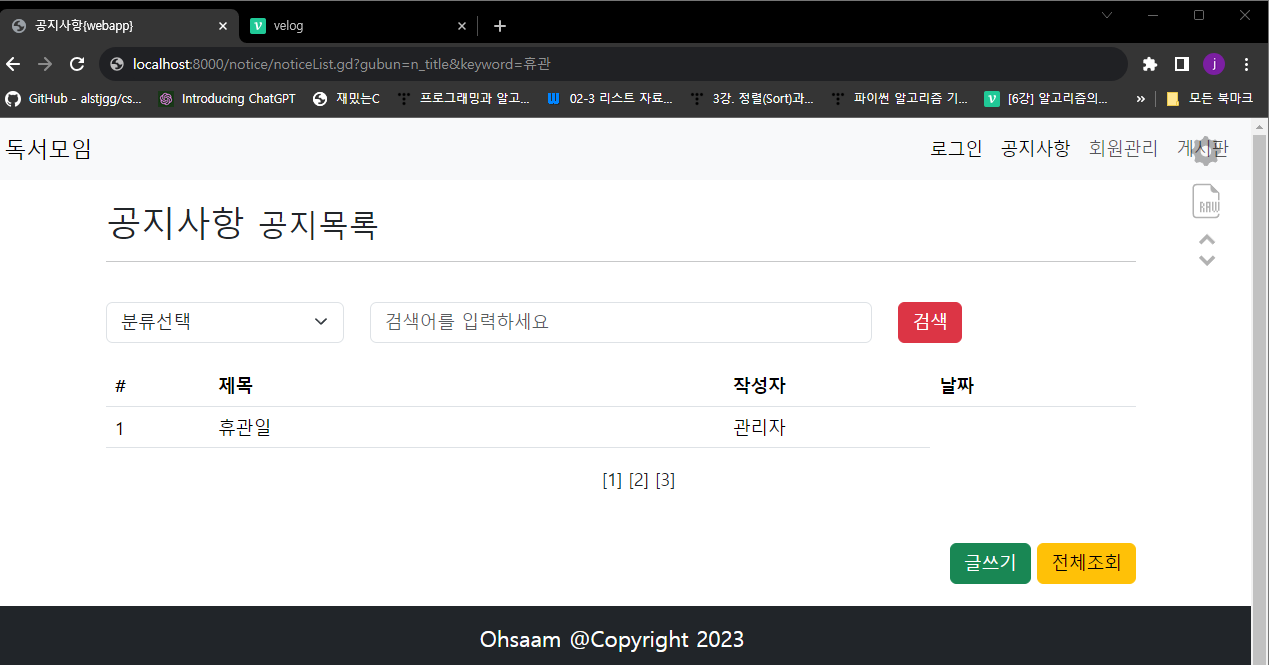 공지사항{webapp}
velog
localhost:8000/notice/noticeList.gd?gubun=n_title&keyword=휴관
j
GitHub - alstjgg/cs... Introducing ChatGPT 재밌는C 프로그래밍과 알고... 02-3 리스트 자료... 3강. 정렬(Sort)과... 파이썬 알고리즘 기... [6강] 알고리즘의... » 모든 북마크
독서모임 로그인 공지사항 회원관리 게시판
RAW
공지사항 공지목록
분류선택 검색어를 입력하세요 검색
# 제목 작성자 날짜
1 휴관일 관리자
[1] [2] [3]
글쓰기 전체조회
Ohsaam @Copyright 2023